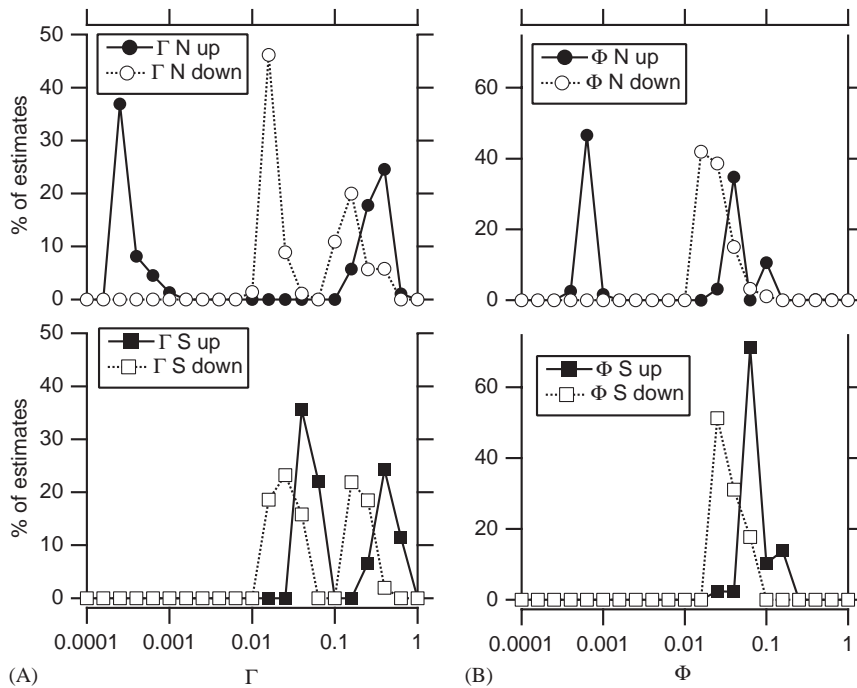 50
40
30
20
10
0
% of estimates
Γ N up
Γ N down
60
40
20
0
Φ N up
Φ N down
50
40
30
20
10
0
% of estimates
Γ S up
Γ S down
60
40
20
0
Φ S up
Φ S down
0.0001 0.001 0.01 0.1 1
0.0001 0.001 0.01 0.1 1
(A) Γ
(B) Φ